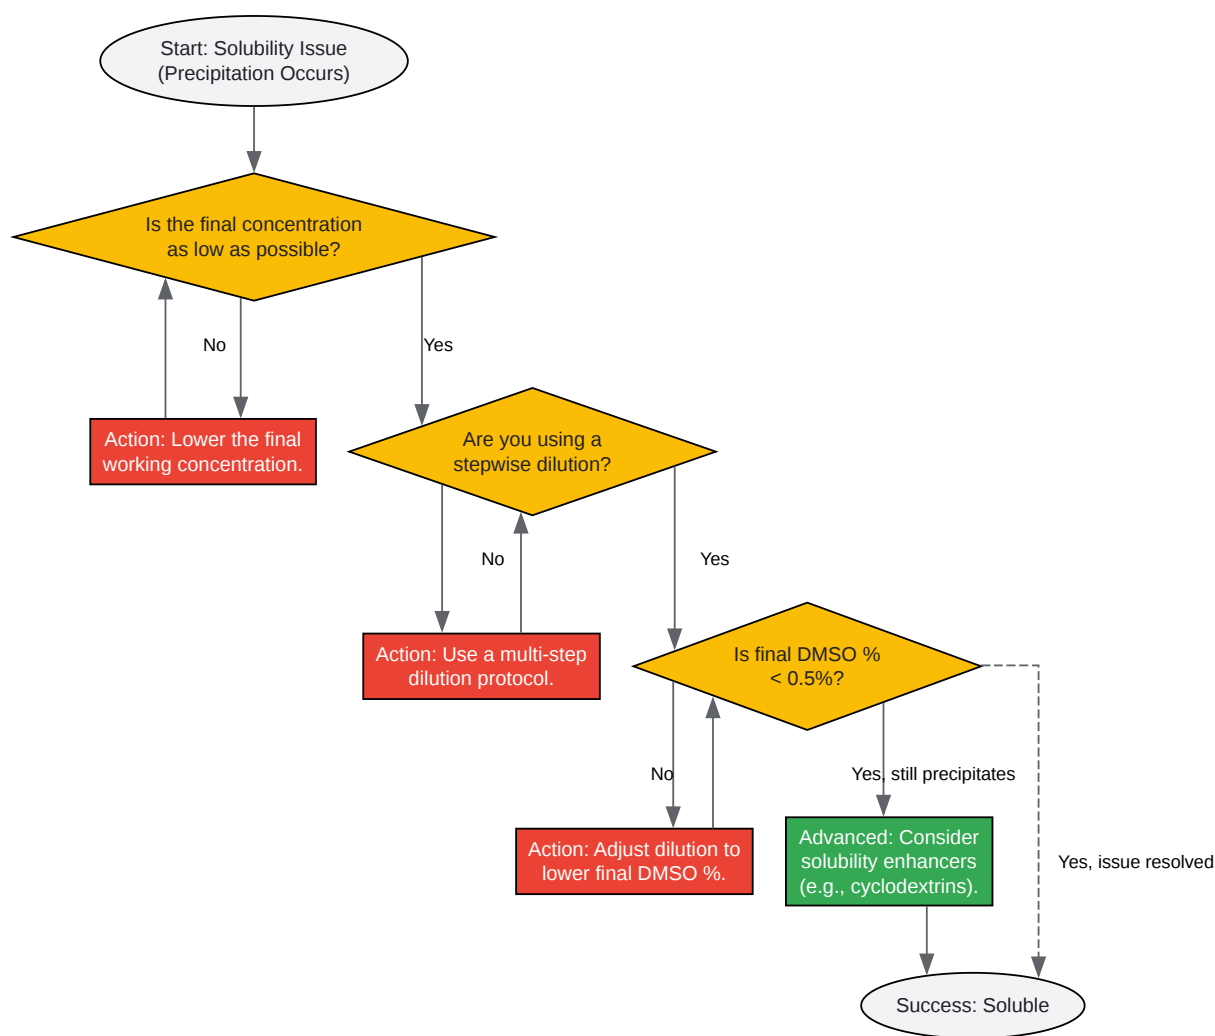 Start: Solubility Issue
(Precipitation Occurs)
Is the final concentration
as low as possible?
No
Yes
Action: Lower the final
working concentration.
Are you using a
stepwise dilution?
No
Yes
Action: Use a multi-step
dilution protocol.
Is final DMSO %
< 0.5%?
No
Yes, still precipitates
Action: Adjust dilution to
lower final DMSO %.
Advanced: Consider
solubility enhancers
(e.g., cyclodextrins).
Yes, issue resolved
Success: Soluble